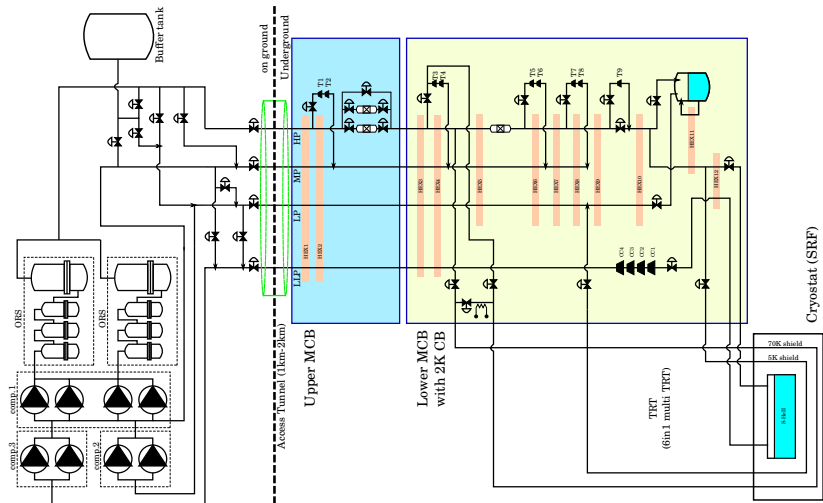 Buffer tank
on ground
Underground
ORS
ORS
comp.1
comp.3
comp.2
Access Tunnel (1km-2km)
HP
MP
LP
LLP
HEX1
HEX2
T1
T2
Upper MCB
T3
T4
HEX3
HEX4
HEX5
T5
T6
HEX6
HEX7
T7
T8
HEX8
HEX9
T9
HEX10
HEX11
HEX12
CC4
CC3
CC2
CC1
Lower MCB
with 2K CB
TRT
(6in1 multi TRT)
70K shield
5K shield
S-HeII
Cryostat (SRF)